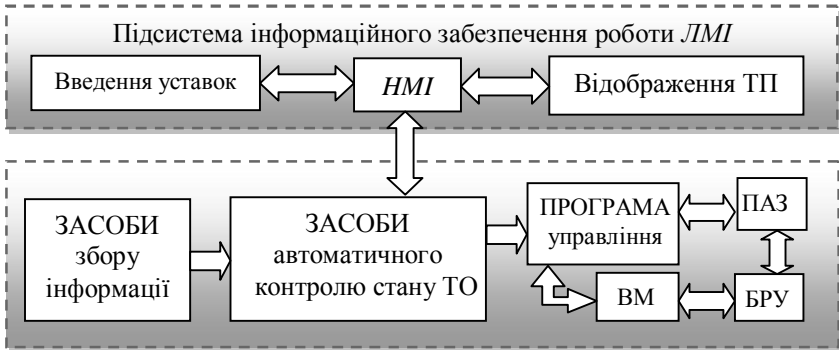 Підсистема інформаційного забезпечення роботи ЛМІ
Введення уставок
НМІ
Відображення ТП
ЗАСОБИ
збору
інформації
ЗАСОБИ
автоматичного
контролю стану ТО
ПРОГРАМА
управління
ПАЗ
ВМ
БРУ